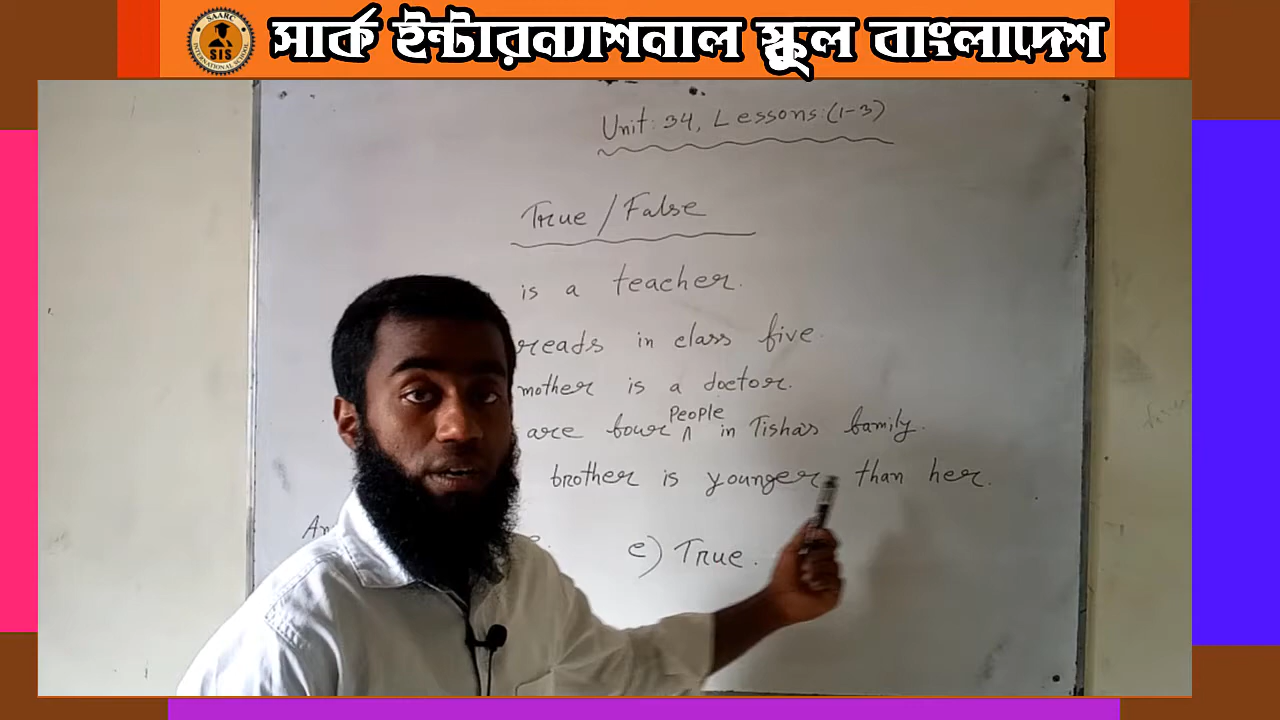 সার্ক ইন্টারন্যাশনাল স্কুল বাংলাদেশ
SAARC
SIS
INTERNATIONAL SCHOOL
Unit: 34, Lessons: (1-3)
True / False
is a teacher.
reads in class five.
mother is a doctor.
are four people in Tisha's family.
brother is younger than her.
c) True.